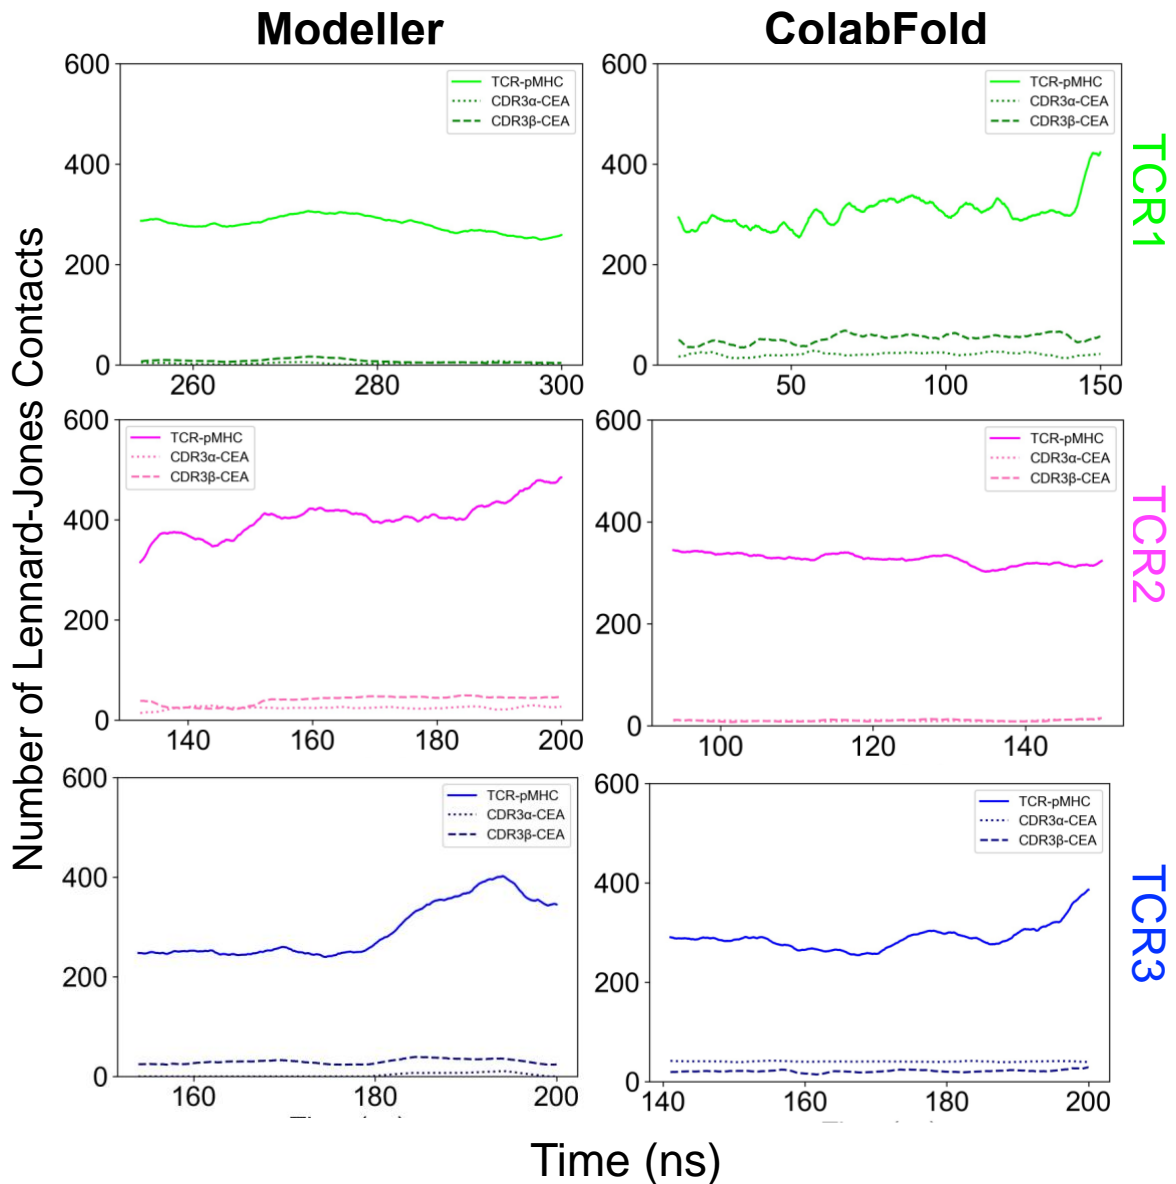 Modeller
ColabFold
Number of Lennard-Jones Contacts
600
400
200
0
260
280
300
TCR-pMHC
CDR3α-CEA
CDR3β-CEA
600
400
200
0
50
100
150
TCR-pMHC
CDR3α-CEA
CDR3β-CEA
TCR1
600
400
200
0
140
160
180
200
TCR-pMHC
CDR3α-CEA
CDR3β-CEA
600
400
200
0
100
120
140
TCR-pMHC
CDR3α-CEA
CDR3β-CEA
TCR2
600
400
200
0
160
180
200
TCR-pMHC
CDR3α-CEA
CDR3β-CEA
600
400
200
0
140
160
180
200
TCR-pMHC
CDR3α-CEA
CDR3β-CEA
TCR3
Time (ns)